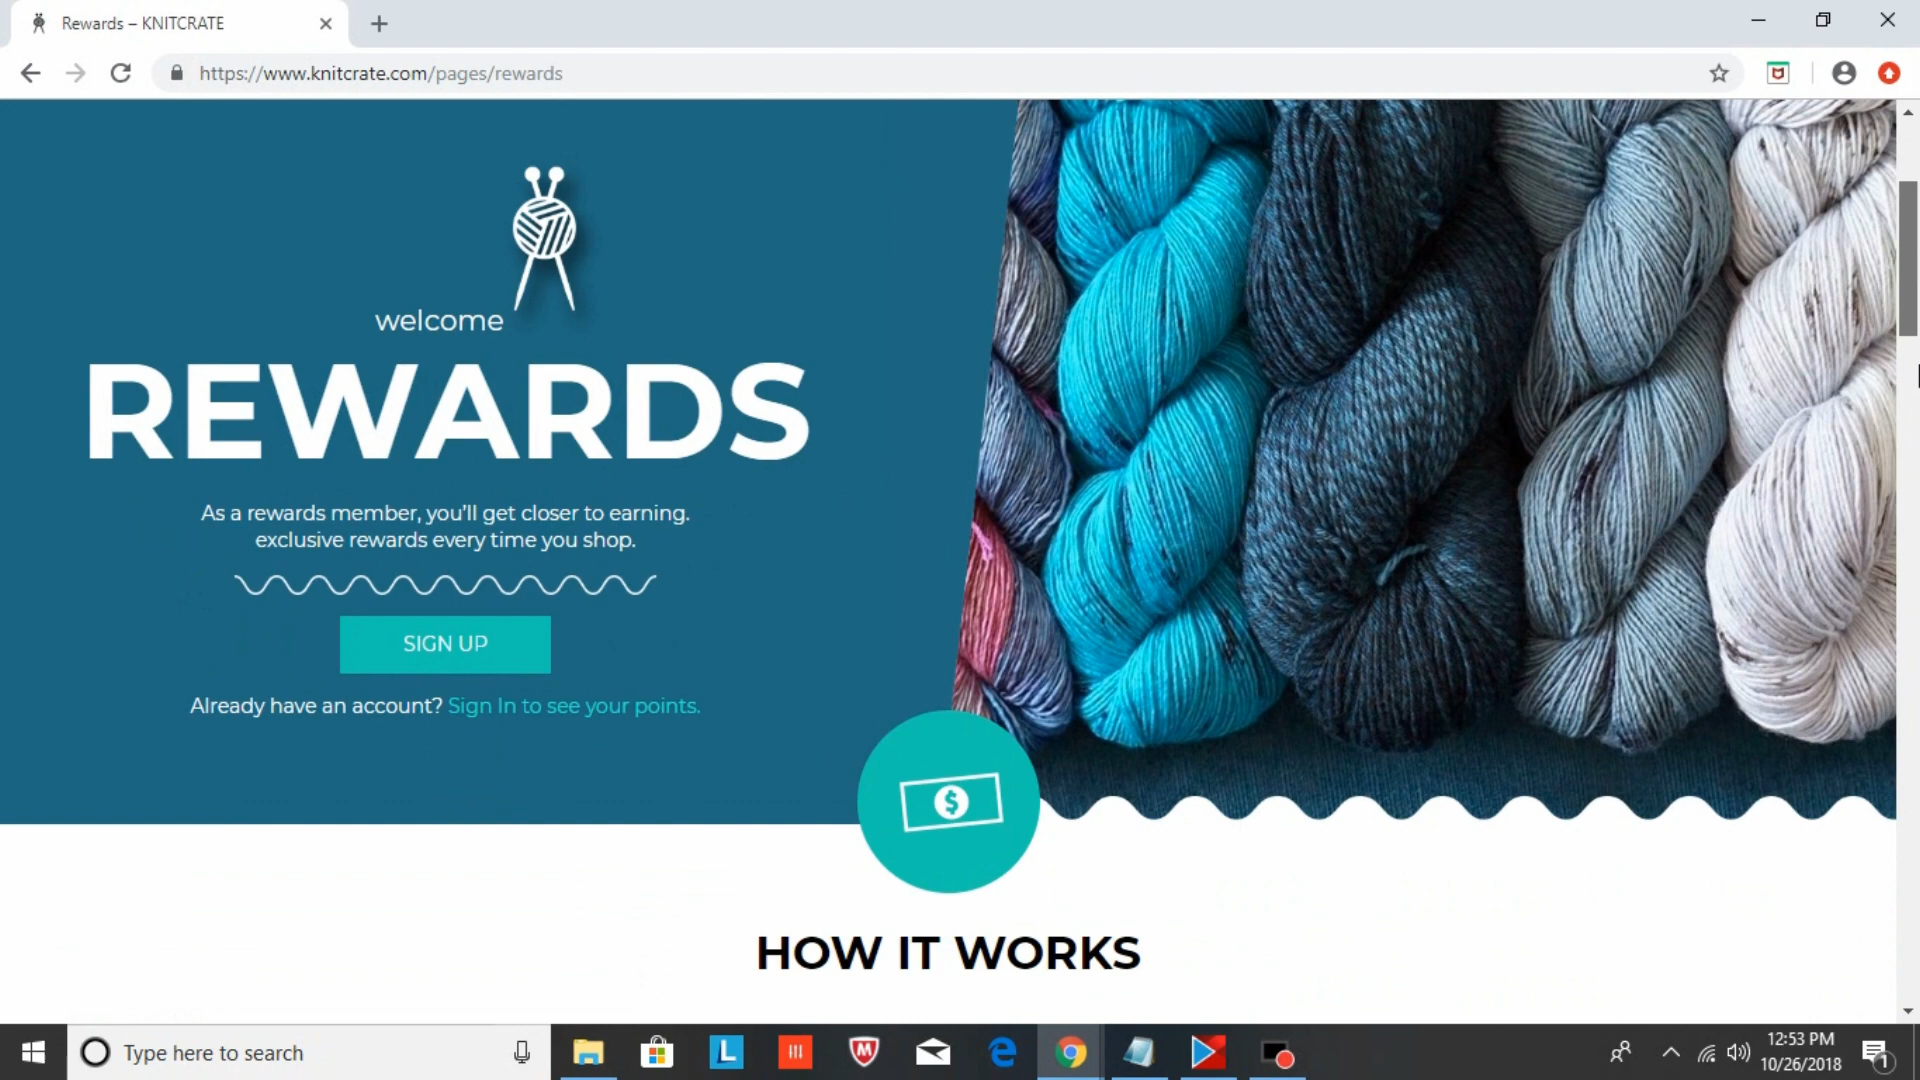 Rewards – KNITCRATE
https://www.knitcrate.com/pages/rewards
welcome
REWARDS
As a rewards member, you'll get closer to earning.
exclusive rewards every time you shop.
SIGN UP
Already have an account? Sign In to see your points.
$
HOW IT WORKS
Type here to search
L
M
12:53 PM
10/26/2018
1